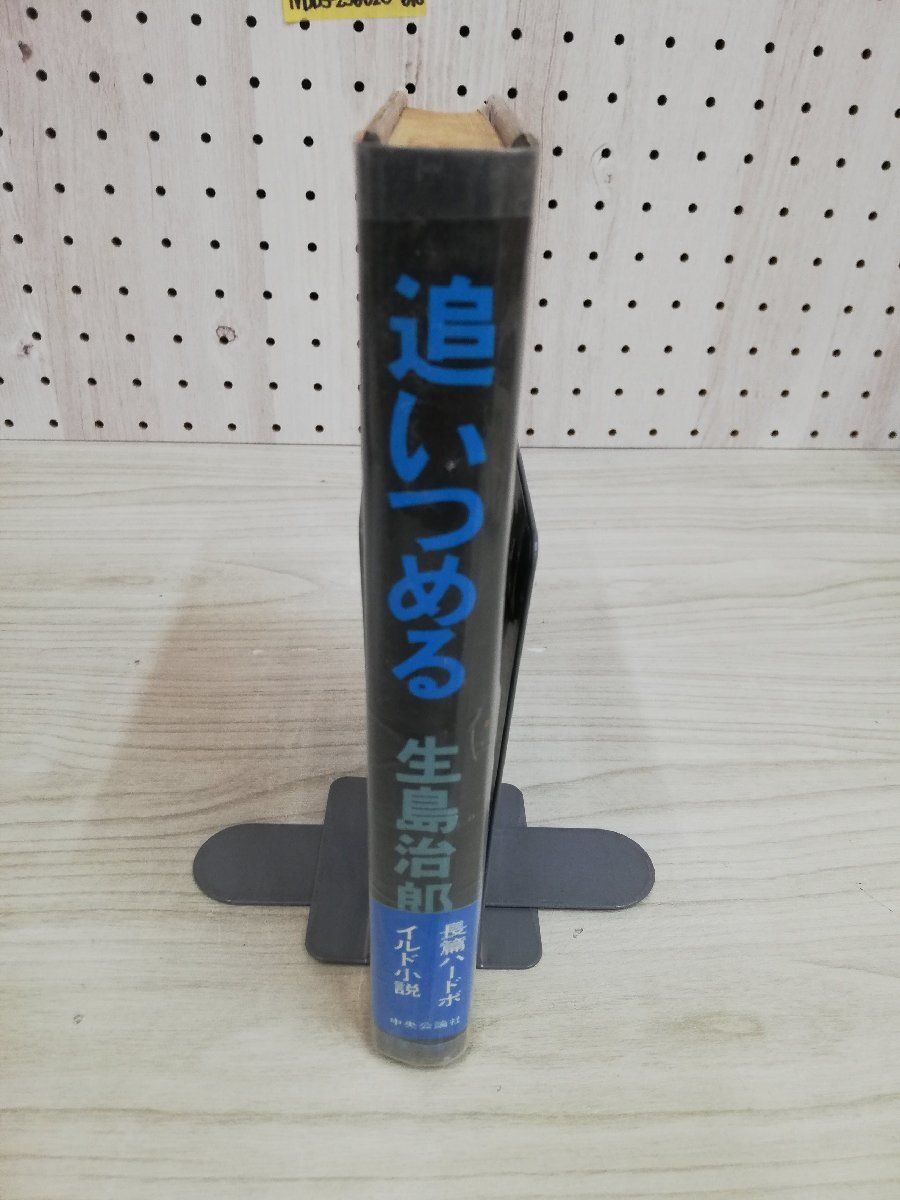 追いつめる
生島治郎
長篇ハードボ
イルド小説
中央公論社